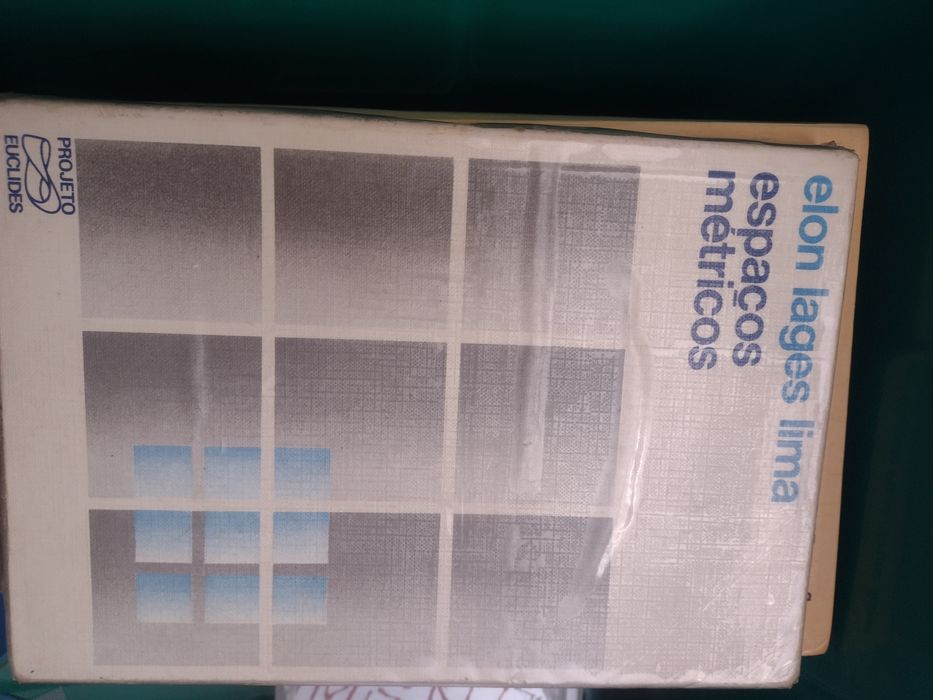 elon lages lima
espaços
métricos
PROJETO
EUCLIDES